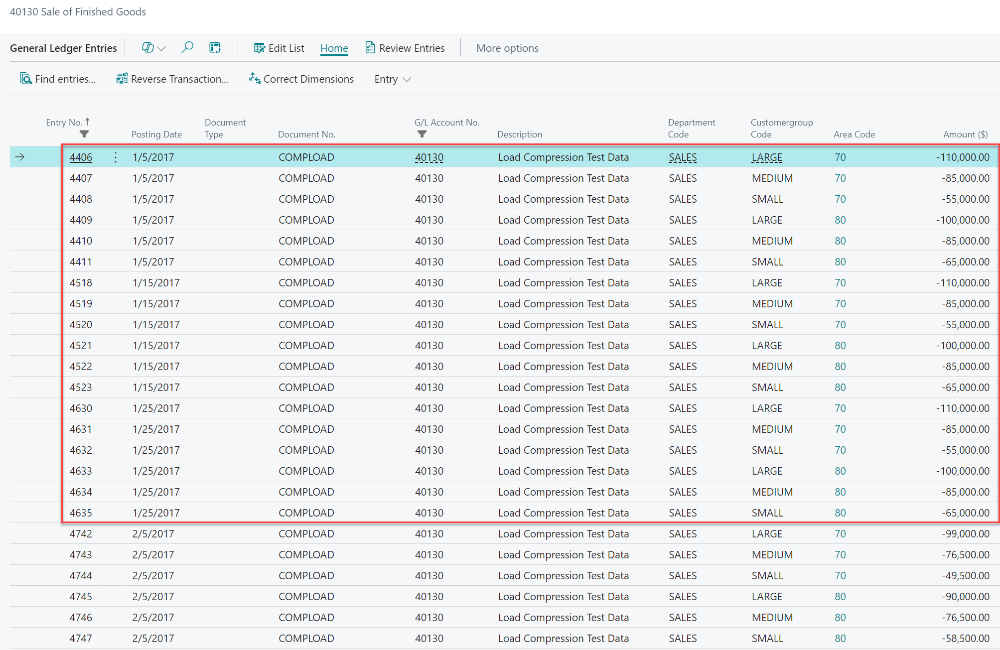 40130 Sale of Finished Goods
General Ledger Entries Edit List Home Review Entries More options
Find entries... Reverse Transaction... Correct Dimensions Entry
Entry No. Posting Date Document Type Document No. G/L Account No. Description Department Code Customergroup Code Area Code Amount ($)
4406 1/5/2017 COMPLOAD 40130 Load Compression Test Data SALES LARGE 70 -110,000.00
4407 1/5/2017 COMPLOAD 40130 Load Compression Test Data SALES MEDIUM 70 -85,000.00
4408 1/5/2017 COMPLOAD 40130 Load Compression Test Data SALES SMALL 70 -55,000.00
4409 1/5/2017 COMPLOAD 40130 Load Compression Test Data SALES LARGE 80 -100,000.00
4410 1/5/2017 COMPLOAD 40130 Load Compression Test Data SALES MEDIUM 80 -85,000.00
4411 1/5/2017 COMPLOAD 40130 Load Compression Test Data SALES SMALL 80 -65,000.00
4518 1/15/2017 COMPLOAD 40130 Load Compression Test Data SALES LARGE 70 -110,000.00
4519 1/15/2017 COMPLOAD 40130 Load Compression Test Data SALES MEDIUM 70 -85,000.00
4520 1/15/2017 COMPLOAD 40130 Load Compression Test Data SALES SMALL 70 -55,000.00
4521 1/15/2017 COMPLOAD 40130 Load Compression Test Data SALES LARGE 80 -100,000.00
4522 1/15/2017 COMPLOAD 40130 Load Compression Test Data SALES MEDIUM 80 -85,000.00
4523 1/15/2017 COMPLOAD 40130 Load Compression Test Data SALES SMALL 80 -65,000.00
4630 1/25/2017 COMPLOAD 40130 Load Compression Test Data SALES LARGE 70 -110,000.00
4631 1/25/2017 COMPLOAD 40130 Load Compression Test Data SALES MEDIUM 70 -85,000.00
4632 1/25/2017 COMPLOAD 40130 Load Compression Test Data SALES SMALL 70 -55,000.00
4633 1/25/2017 COMPLOAD 40130 Load Compression Test Data SALES LARGE 80 -100,000.00
4634 1/25/2017 COMPLOAD 40130 Load Compression Test Data SALES MEDIUM 80 -85,000.00
4635 1/25/2017 COMPLOAD 40130 Load Compression Test Data SALES SMALL 80 -65,000.00
4742 2/5/2017 COMPLOAD 40130 Load Compression Test Data SALES LARGE 70 -99,000.00
4743 2/5/2017 COMPLOAD 40130 Load Compression Test Data SALES MEDIUM 70 -76,500.00
4744 2/5/2017 COMPLOAD 40130 Load Compression Test Data SALES SMALL 70 -49,500.00
4745 2/5/2017 COMPLOAD 40130 Load Compression Test Data SALES LARGE 80 -90,000.00
4746 2/5/2017 COMPLOAD 40130 Load Compression Test Data SALES MEDIUM 80 -76,500.00
4747 2/5/2017 COMPLOAD 40130 Load Compression Test Data SALES SMALL 80 -58,500.00